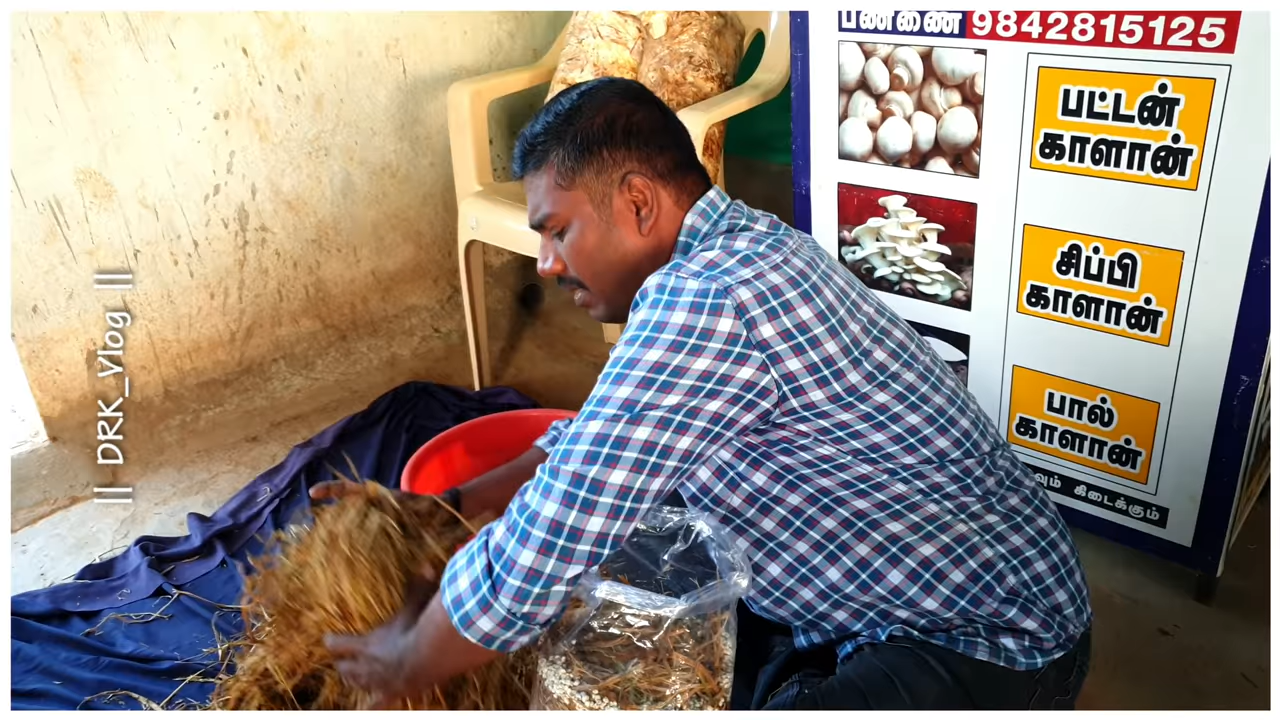 பண்ணை 9842815125
பட்டன்
காளான்
சிப்பி
காளான்
பால்
காளான்
கிடைக்கும்
|| DRK_Vlog ||